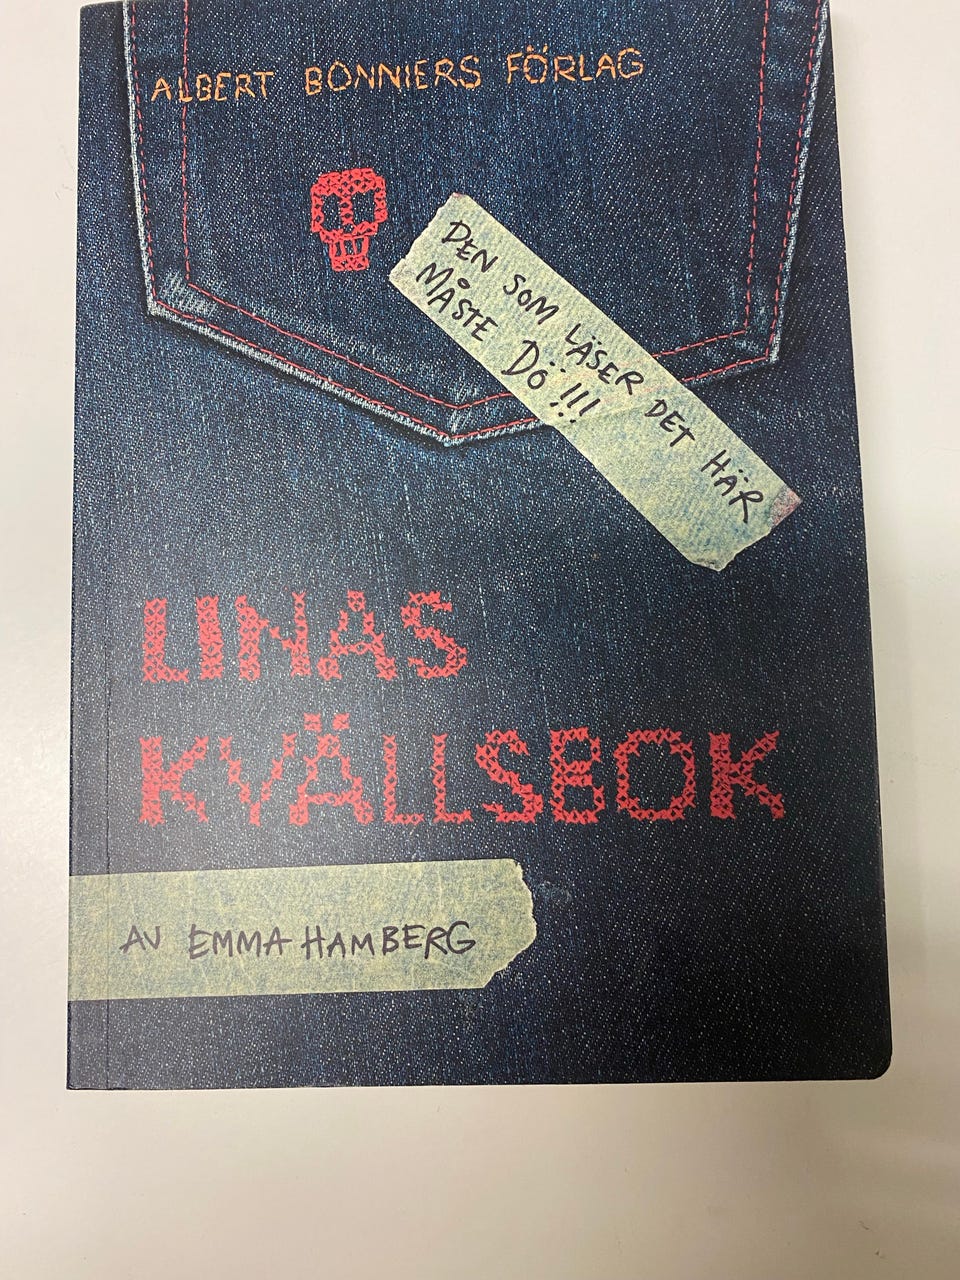 ALBERT BONNIERS FÖRLAG
DEN SOM LÄSER DET HÄR
MÅSTE DÖ!!!
LINAS
KVÄLLSBOK
AV EMMA HAMBERG